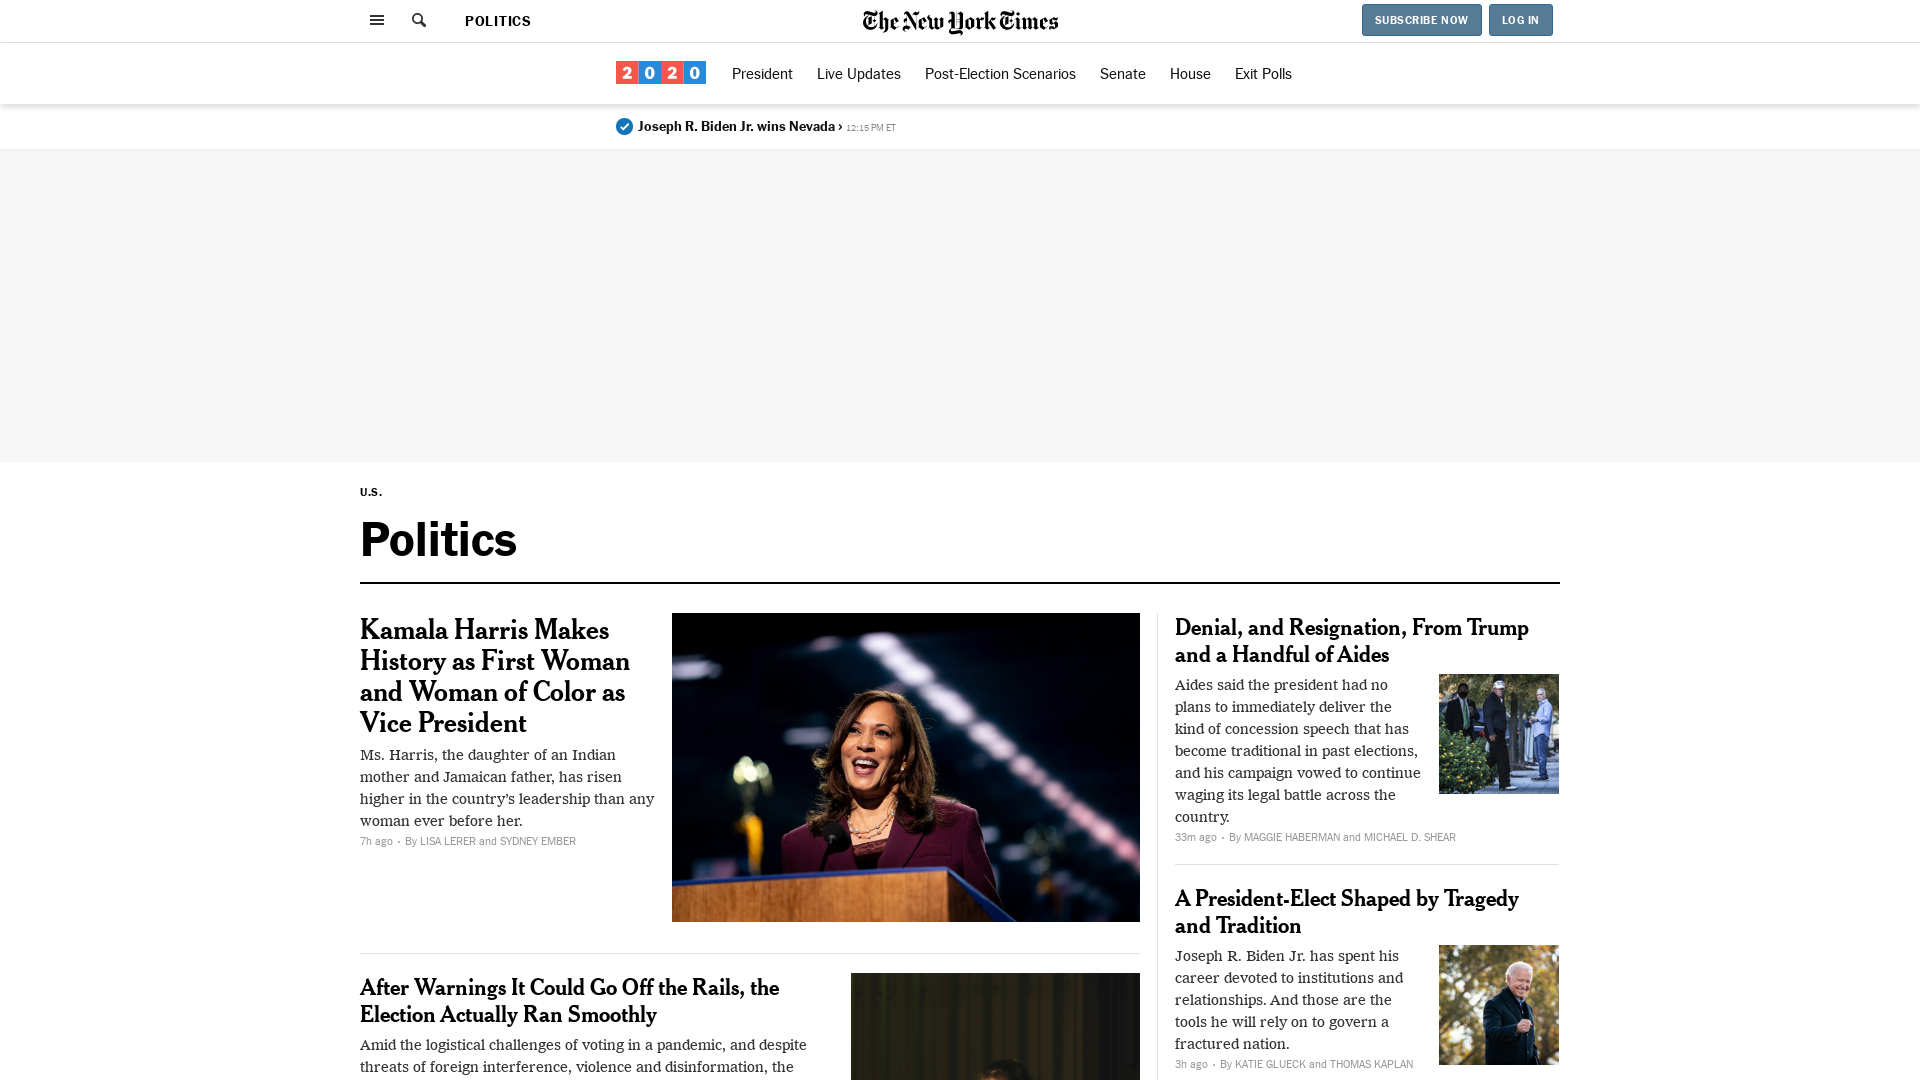 POLITICS
The New York Times
SUBSCRIBE NOW
LOG IN
2020
President
Live Updates
Post-Election Scenarios
Senate
House
Exit Polls
Joseph R. Biden Jr. wins Nevada › 12:15 PM ET
U.S.
Politics
Kamala Harris Makes
History as First Woman
and Woman of Color as
Vice President
Ms. Harris, the daughter of an Indian
mother and Jamaican father, has risen
higher in the country’s leadership than any
woman ever before her.
7h ago • By LISA LERER and SYDNEY EMBER
After Warnings It Could Go Off the Rails, the
Election Actually Ran Smoothly
Amid the logistical challenges of voting in a pandemic, and despite
threats of foreign interference, violence and disinformation, the
Denial, and Resignation, From Trump
and a Handful of Aides
Aides said the president had no
plans to immediately deliver the
kind of concession speech that has
become traditional in past elections,
and his campaign vowed to continue
waging its legal battle across the
country.
33m ago • By MAGGIE HABERMAN and MICHAEL D. SHEAR
A President-Elect Shaped by Tragedy
and Tradition
Joseph R. Biden Jr. has spent his
career devoted to institutions and
relationships. And those are the
tools he will rely on to govern a
fractured nation.
3h ago • By KATIE GLUECK and THOMAS KAPLAN